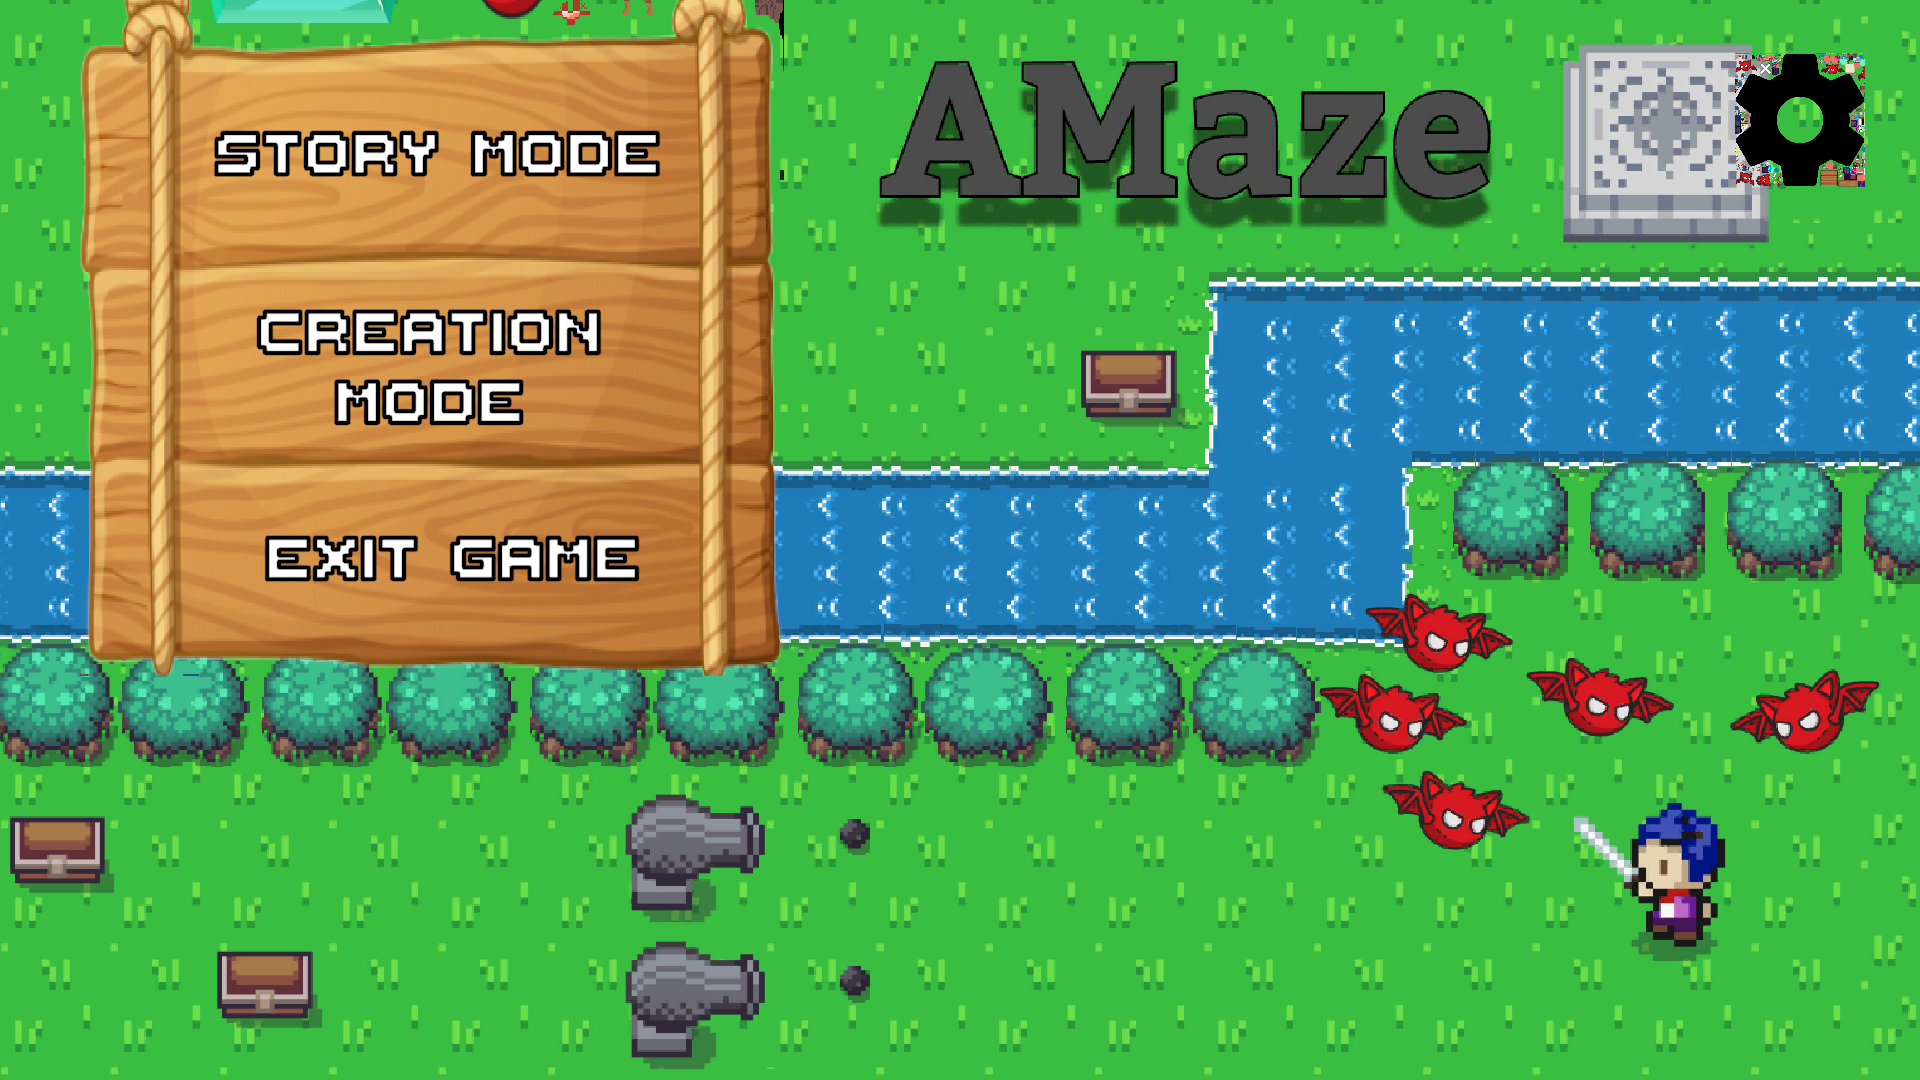 STORY MODE
AMaze
CREATION
MODE
EXIT GAME